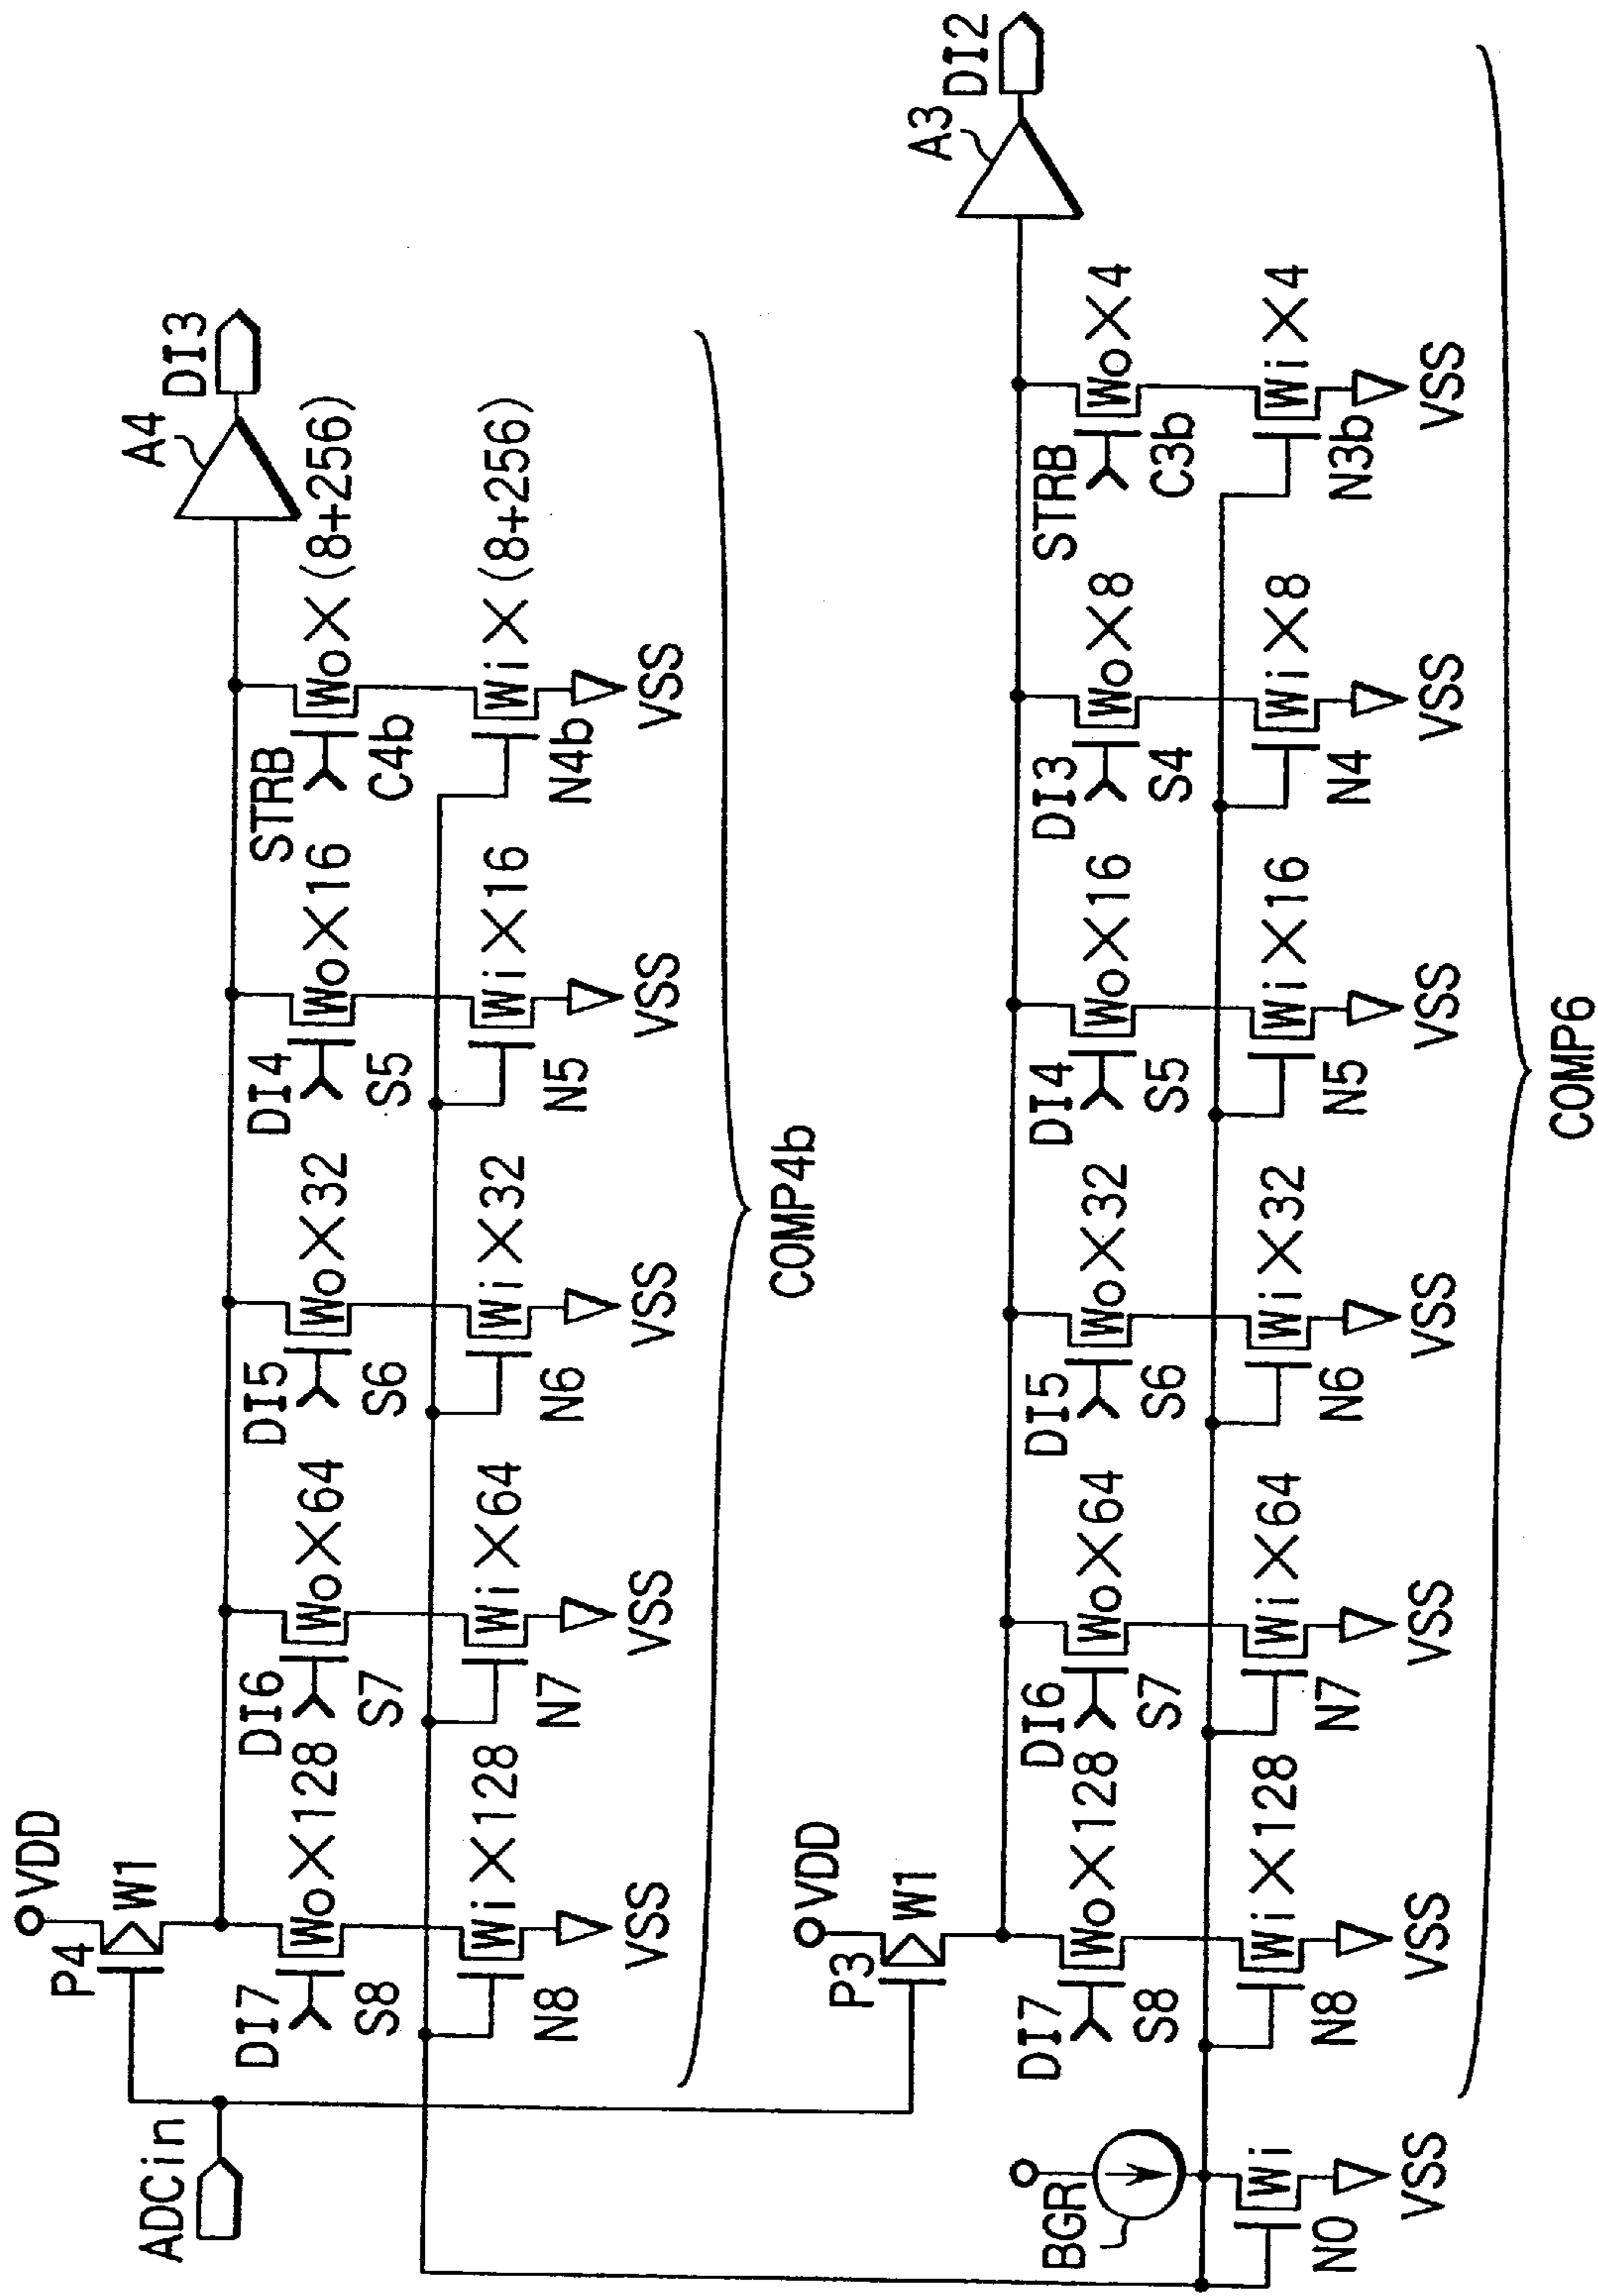 ADCin
P4
VDD
W1
DI7
Wo×128
S8
Wi×128
N8
VSS
DI6
Wo×64
S7
Wi×64
N7
VSS
DI5
Wo×32
S6
Wi×32
N6
VSS
DI4
Wo×16
S5
Wi×16
N5
VSS
STRB
Wo×(8+256)
C4b
Wi×(8+256)
N4b
VSS
A4
DI3
COMP4b
BGR
Wi
N0
VSS
P3
VDD
W1
DI7
Wo×128
S8
Wi×128
N8
VSS
DI6
Wo×64
S7
Wi×64
N7
VSS
DI5
Wo×32
S6
Wi×32
N6
VSS
DI4
Wo×16
S5
Wi×16
N5
VSS
DI3
Wo×8
S4
Wi×8
N4
VSS
STRB
Wo×4
C3b
Wi×4
N3b
VSS
A3
DI2
COMP6